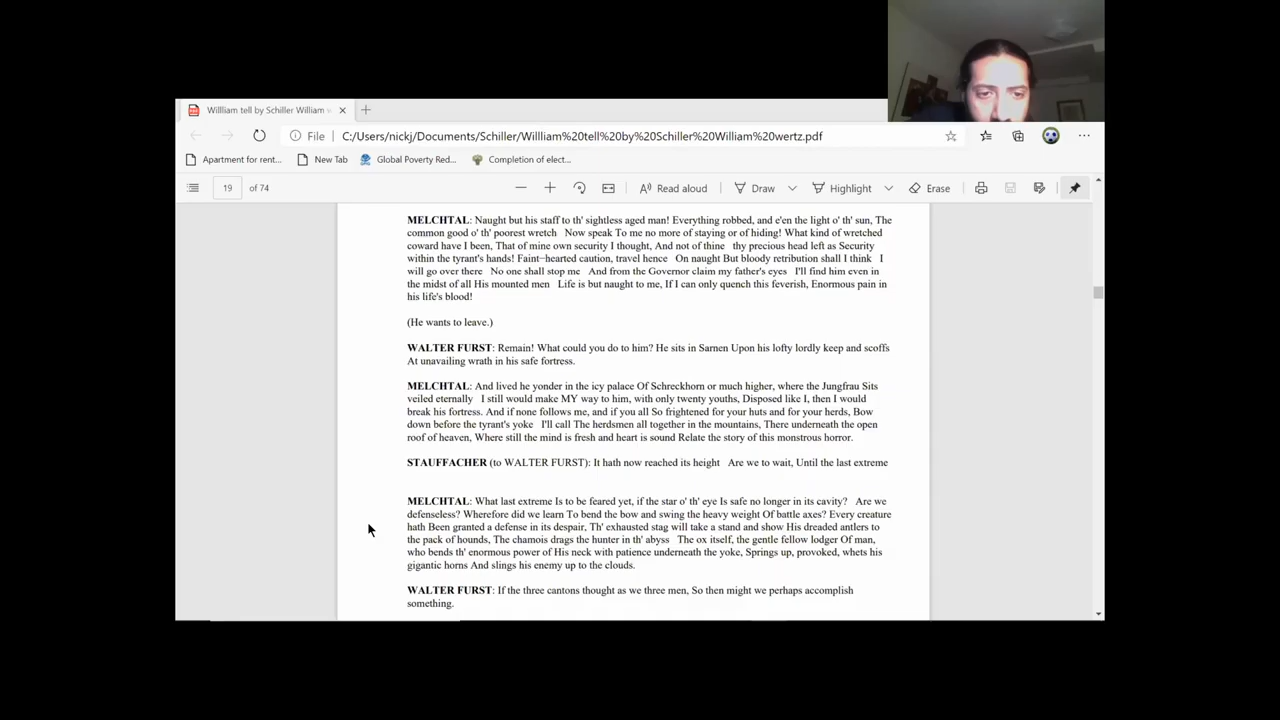 Willliam tell by Schiller William w
File C:/Users/nickj/Documents/Schiller/Willliam%20tell%20by%20Schiller%20William%20wertz.pdf
Apartment for rent... New Tab Global Poverty Red... Completion of elect...
19 of 74 Read aloud Draw Highlight Erase
MELCHTAL: Naught but his staff to th' sightless aged man! Everything robbed, and e'en the light o' th' sun, The
common good o' th' poorest wretch Now speak To me no more of staying or of hiding! What kind of wretched
coward have I been, That of mine own security I thought, And not of thine thy precious head left as Security
within the tyrant's hands! Faint−hearted caution, travel hence On naught But bloody retribution shall I think I
will go over there No one shall stop me And from the Governor claim my father's eyes I'll find him even in
the midst of all His mounted men Life is but naught to me, If I can only quench this feverish, Enormous pain in
his life's blood!
(He wants to leave.)
WALTER FURST: Remain! What could you do to him? He sits in Sarnen Upon his lofty lordly keep and scoffs
At unavailing wrath in his safe fortress.
MELCHTAL: And lived he yonder in the icy palace Of Schreckhorn or much higher, where the Jungfrau Sits
veiled eternally I still would make MY way to him, with only twenty youths, Disposed like I, then I would
break his fortress. And if none follows me, and if you all So frightened for your huts and for your herds, Bow
down before the tyrant's yoke I'll call The herdsmen all together in the mountains, There underneath the open
roof of heaven, Where still the mind is fresh and heart is sound Relate the story of this monstrous horror.
STAUFFACHER (to WALTER FURST): It hath now reached its height Are we to wait, Until the last extreme
MELCHTAL: What last extreme Is to be feared yet, if the star o' th' eye Is safe no longer in its cavity? Are we
defenseless? Wherefore did we learn To bend the bow and swing the heavy weight Of battle axes? Every creature
hath Been granted a defense in its despair, Th' exhausted stag will take a stand and show His dreaded antlers to
the pack of hounds, The chamois drags the hunter in th' abyss The ox itself, the gentle fellow lodger Of man,
who bends th' enormous power of His neck with patience underneath the yoke, Springs up, provoked, whets his
gigantic horns And slings his enemy up to the clouds.
WALTER FURST: If the three cantons thought as we three men, So then might we perhaps accomplish
something.